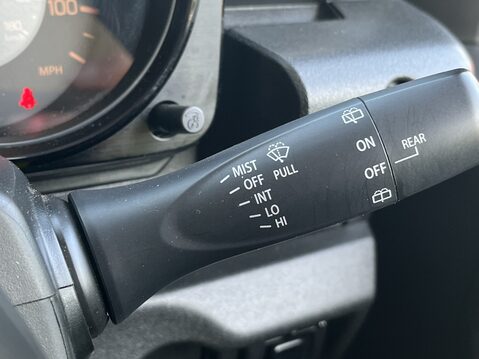 100
MPH
MIST
OFF PULL
INT
LO
HI
ON
OFF
REAR